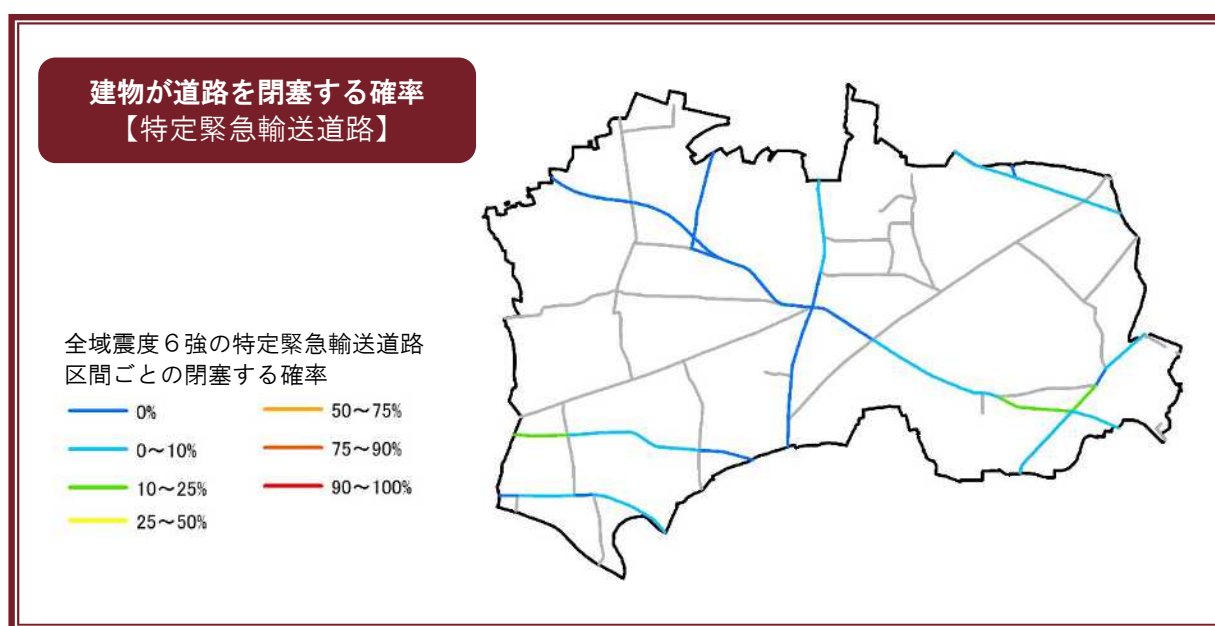 建物が道路を閉塞する確率
【特定緊急輸送道路】
全域震度６強の特定緊急輸送道路
区間ごとの閉塞する確率
0%
0～10%
10～25%
25～50%
50～75%
75～90%
90～100%